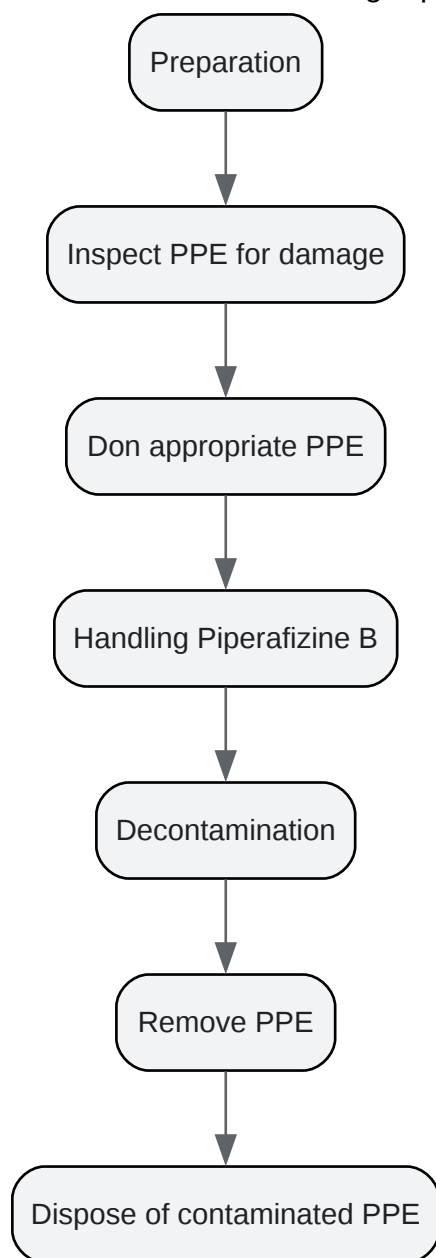 Preparation
Inspect PPE for damage
Don appropriate PPE
Handling Piperafizine B
Decontamination
Remove PPE
Dispose of contaminated PPE